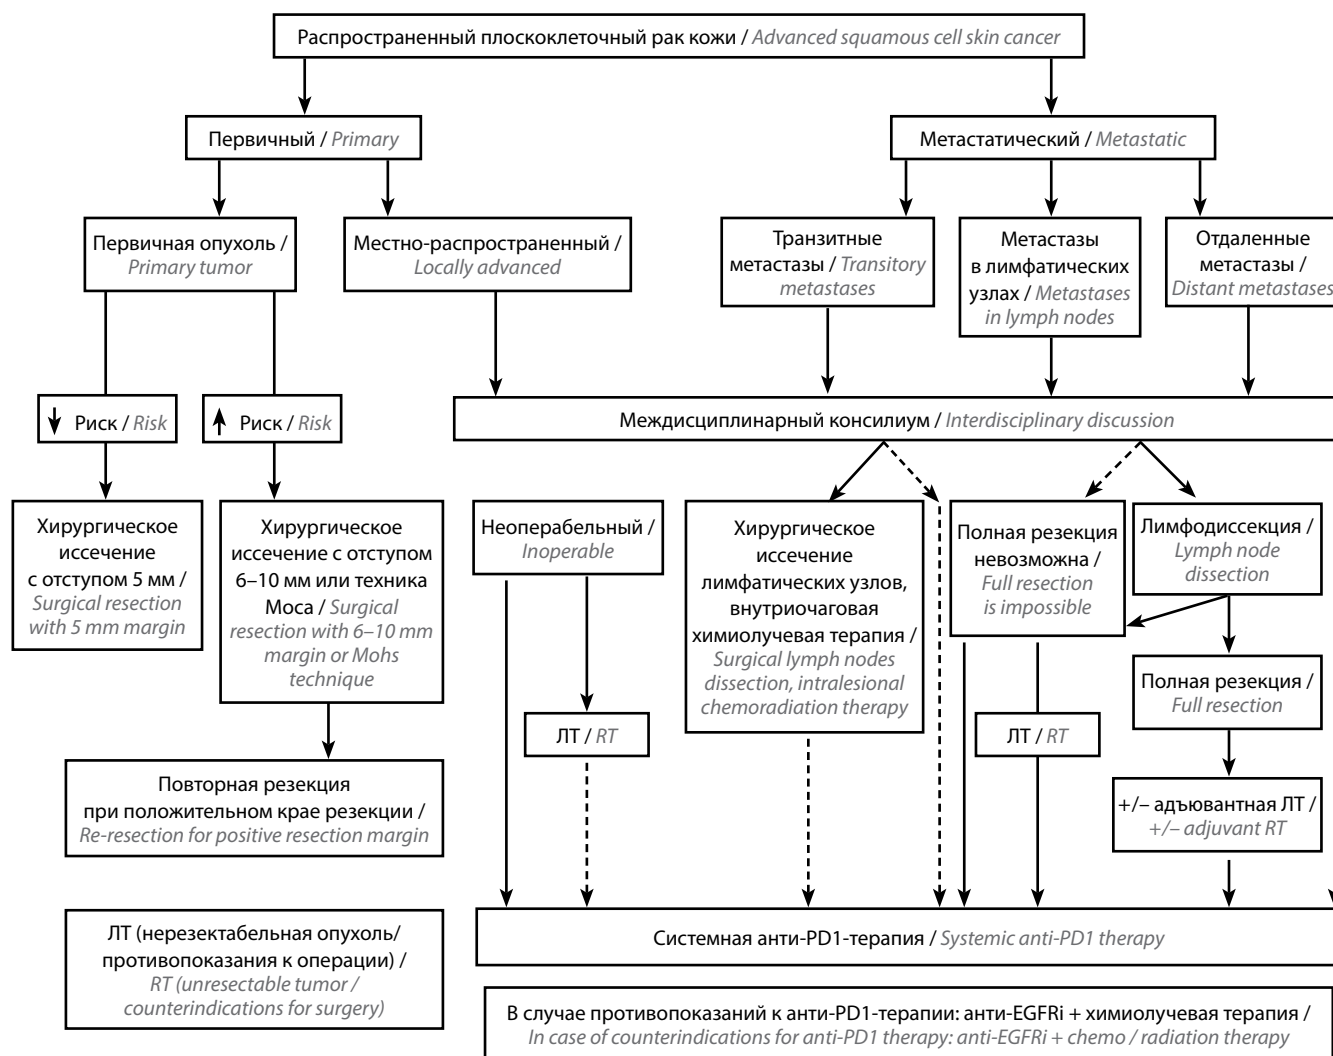 Распространенный плоскоклеточный рак кожи / Advanced squamous cell skin cancer
Первичный / Primary
Метастатический / Metastatic
Первичная опухоль /
Primary tumor
Местно-распространенный /
Locally advanced
Транзитные
метастазы / Transitory
metastases
Метастазы
в лимфатических
узлах / Metastases
in lymph nodes
Отдаленные
метастазы /
Distant metastases
Риск / Risk
Риск / Risk
Междисциплинарный консилиум / Interdisciplinary discussion
Хирургическое
иссечение
с отступом 5 мм /
Surgical resection
with 5 mm margin
Хирургическое
иссечение с отступом
6–10 мм или техника
Моса / Surgical
resection with 6–10 mm
margin or Mohs
technique
Неоперабельный /
Inoperable
Хирургическое
иссечение
лимфатических узлов,
внутриочаговая
химиолучевая терапия /
Surgical lymph nodes
dissection, intralesional
chemoradiation therapy
Полная резекция
невозможна /
Full resection
is impossible
Лимфодиссекция /
Lymph node
dissection
Полная резекция /
Full resection
ЛТ / RT
ЛТ / RT
Повторная резекция
при положительном крае резекции /
Re-resection for positive resection margin
+/– адъювантная ЛТ /
+/– adjuvant RT
ЛТ (нерезектабельная опухоль/
противопоказания к операции) /
RT (unresectable tumor /
counterindications for surgery)
Системная анти-PD1-терапия / Systemic anti-PD1 therapy
В случае противопоказаний к анти-PD1-терапии: анти-EGFRi + химиолучевая терапия /
In case of counterindications for anti-PD1 therapy: anti-EGFRi + chemo / radiation therapy